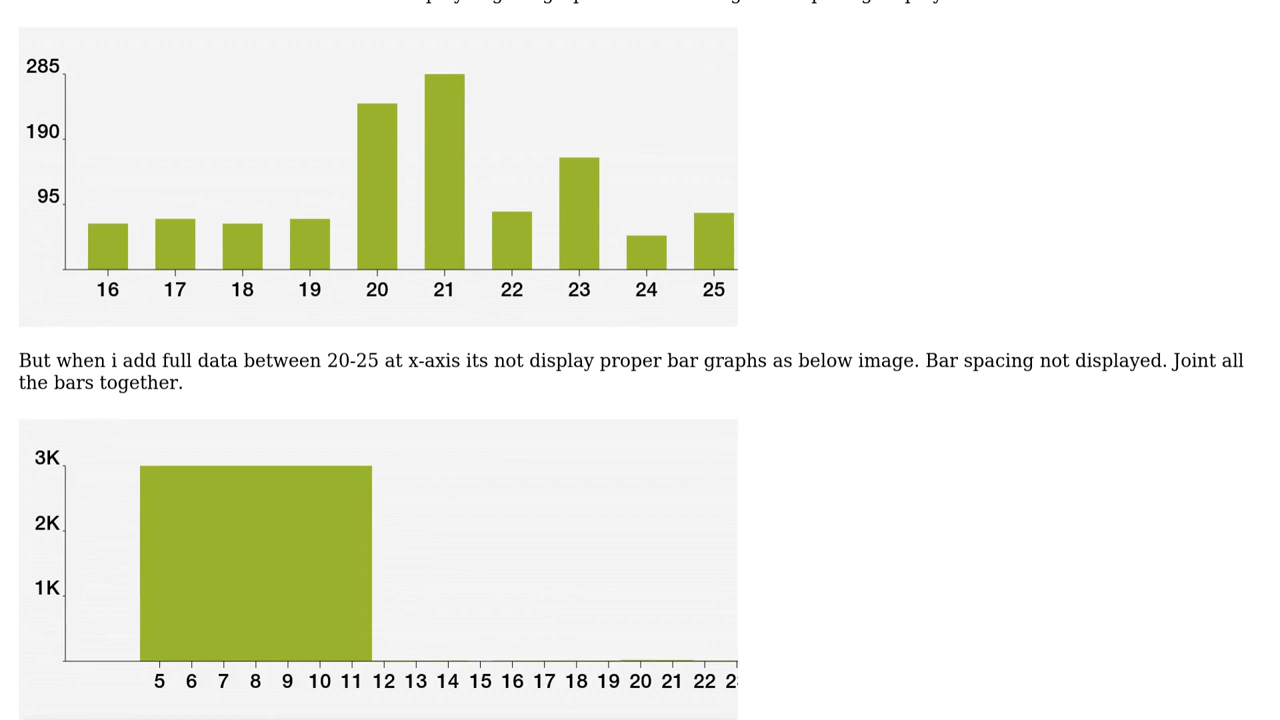 285
190
95
16 17 18 19 20 21 22 23 24 25
But when i add full data between 20-25 at x-axis its not display proper bar graphs as below image. Bar spacing not displayed. Joint all
the bars together.
3K
2K
1K
5 6 7 8 9 10 11 12 13 14 15 16 17 18 19 20 21 22